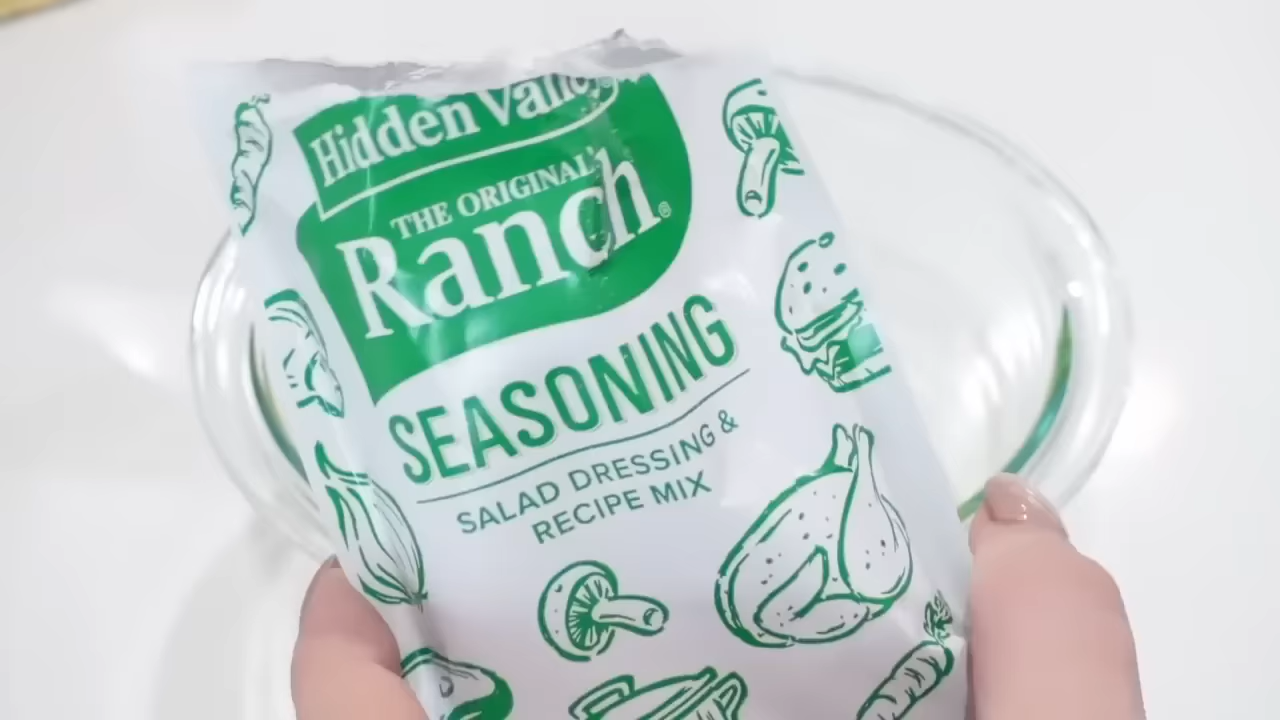 Hidden Valley
THE ORIGINAL
Ranch®
SEASONING
SALAD DRESSING &
RECIPE MIX